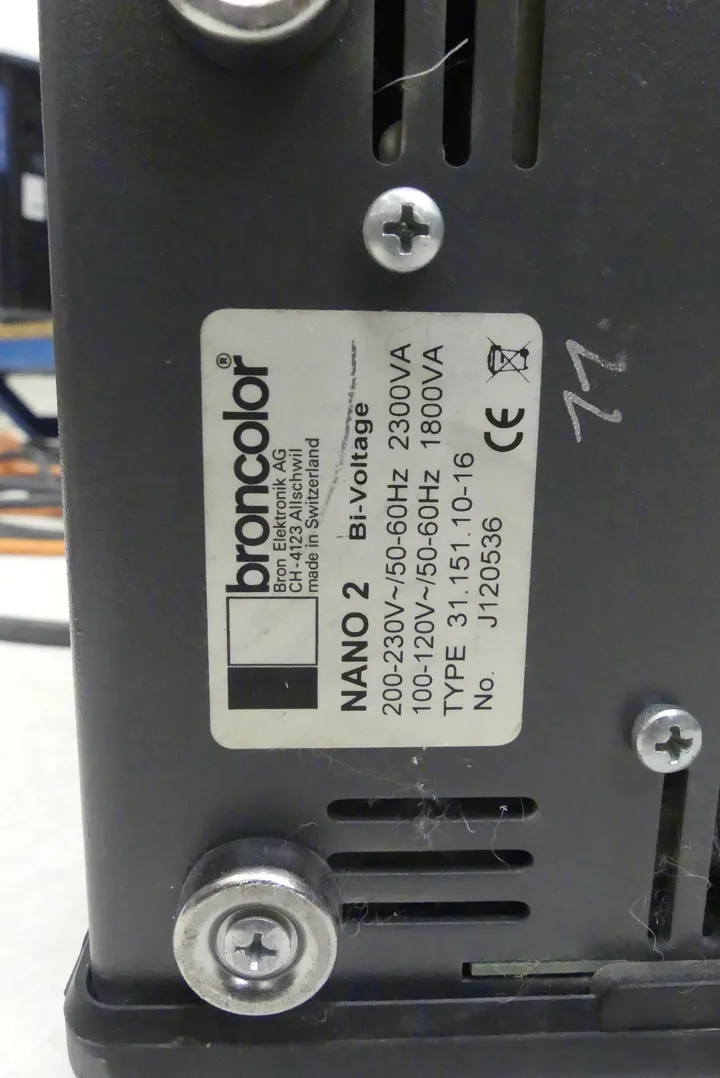 broncolor®
Bron Elektronik AG
CH-4123 Allschwil
made in Switzerland
NANO 2 Bi-Voltage
200-230V~/50-60Hz 2300VA
100-120V~/50-60Hz 1800VA
TYPE 31.151.10-16
No. J120536
CE